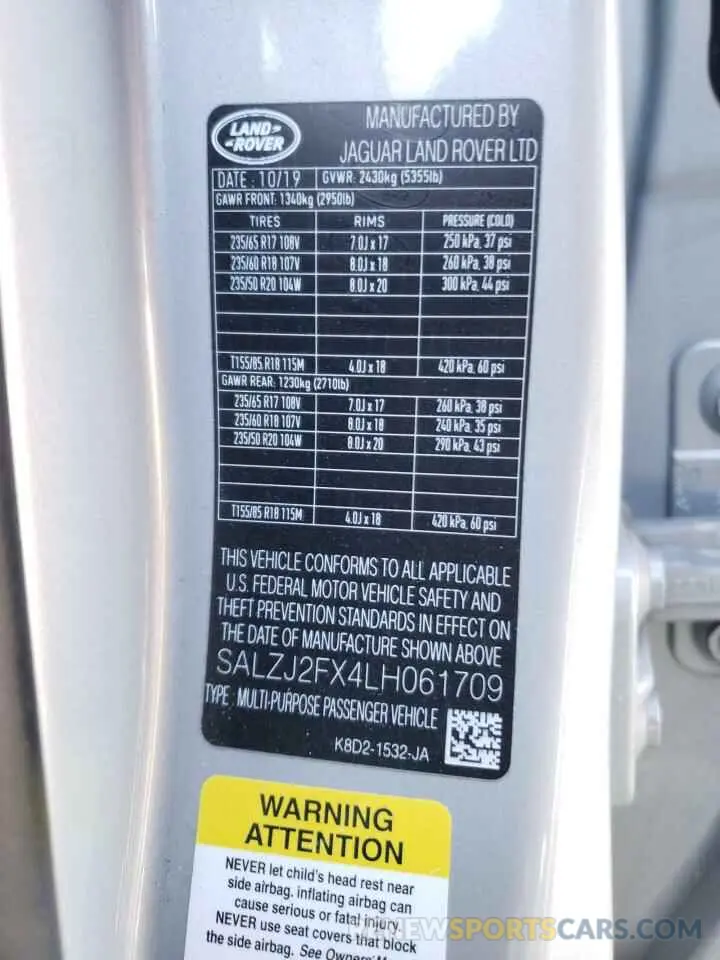 LAND ROVER
MANUFACTURED BY
JAGUAR LAND ROVER LTD
DATE : 10/19 GVWR: 2430kg (5355lb)
GAWR FRONT: 1340kg (2950lb)
TIRES RIMS PRESSURE (COLD)
235/65 R17 108V 7.0J x 17 250 kPa, 37 psi
235/60 R18 107V 8.0J x 18 260 kPa, 38 psi
235/50 R20 104W 8.0J x 20 300 kPa, 44 psi
T155/85 R18 115M 4.0J x 18 420 kPa, 60 psi
GAWR REAR: 1230kg (2710lb)
235/65 R17 108V 7.0J x 17 260 kPa, 38 psi
235/60 R18 107V 8.0J x 18 240 kPa, 35 psi
235/50 R20 104W 8.0J x 20 290 kPa, 43 psi
T155/85 R18 115M 4.0J x 18 420 kPa, 60 psi
THIS VEHICLE CONFORMS TO ALL APPLICABLE
U.S. FEDERAL MOTOR VEHICLE SAFETY AND
THEFT PREVENTION STANDARDS IN EFFECT ON
THE DATE OF MANUFACTURE SHOWN ABOVE
SALZJ2FX4LH061709
TYPE : MULTI-PURPOSE PASSENGER VEHICLE
K8D2-1532-JA
WARNING
ATTENTION
NEVER let child's head rest near
side airbag. inflating airbag can
cause serious or fatal injury.
NEVER use seat covers that block
the side airbag. See Owners'
VIEWSPORTSCARS.COM